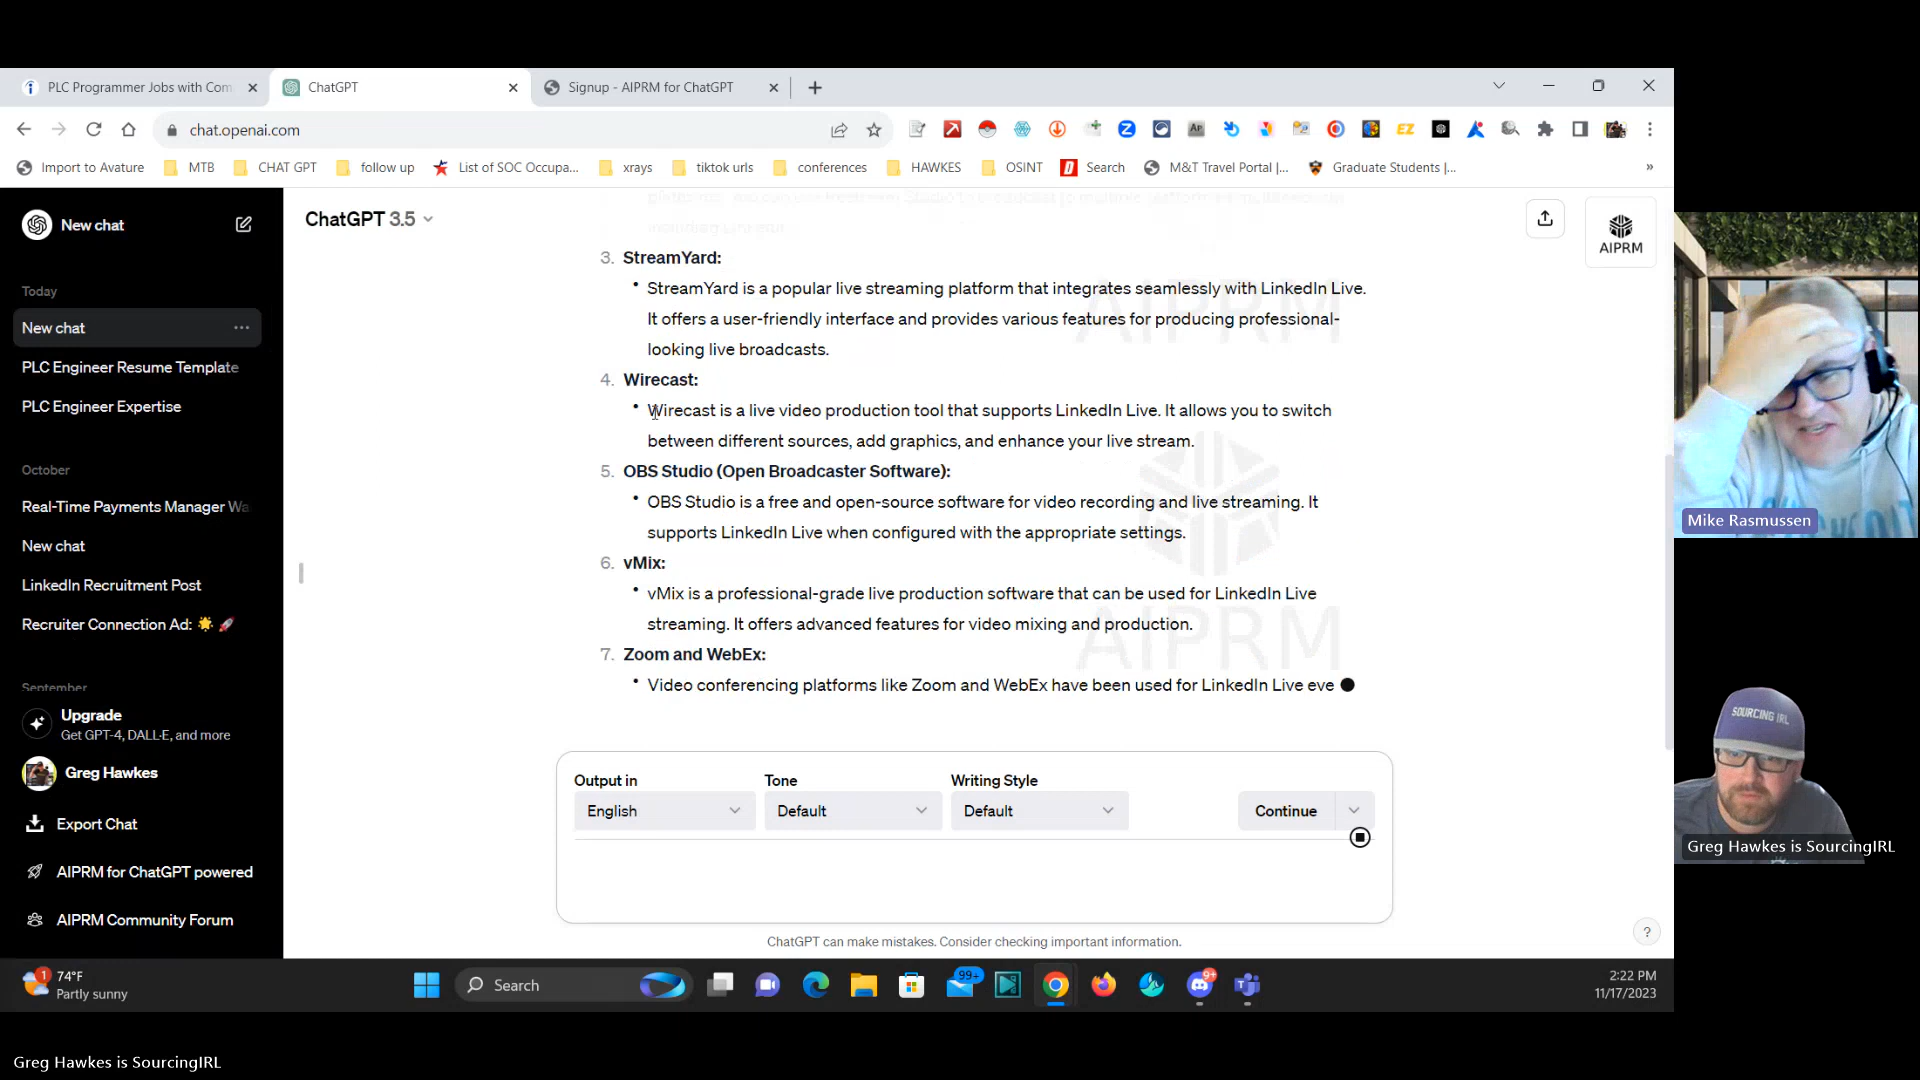 PLC Programmer Jobs with Com
ChatGPT
Signup - AIPRM for ChatGPT
chat.openai.com
Import to Avature
MTB
CHAT GPT
follow up
List of SOC Occupa...
xrays
tiktok urls
conferences
HAWKES
OSINT
Search
M&T Travel Portal |...
Graduate Students |...
»
New chat
ChatGPT 3.5
AIPRM
Today
New chat
PLC Engineer Resume Template
PLC Engineer Expertise
October
Real-Time Payments Manager Wa
New chat
LinkedIn Recruitment Post
Recruiter Connection Ad: 🌟 🚀
September
Upgrade
Get GPT-4, DALL·E, and more
Greg Hawkes
Export Chat
AIPRM for ChatGPT powered
AIPRM Community Forum
3. StreamYard:
• StreamYard is a popular live streaming platform that integrates seamlessly with LinkedIn Live.
It offers a user-friendly interface and provides various features for producing professional-
looking live broadcasts.
4. Wirecast:
• Wirecast is a live video production tool that supports LinkedIn Live. It allows you to switch
between different sources, add graphics, and enhance your live stream.
5. OBS Studio (Open Broadcaster Software):
• OBS Studio is a free and open-source software for video recording and live streaming. It
supports LinkedIn Live when configured with the appropriate settings.
6. vMix:
• vMix is a professional-grade live production software that can be used for LinkedIn Live
streaming. It offers advanced features for video mixing and production.
7. Zoom and WebEx:
• Video conferencing platforms like Zoom and WebEx have been used for LinkedIn Live eve
AIPRM
AIPRM
Output in
Tone
Writing Style
English
Default
Default
Continue
ChatGPT can make mistakes. Consider checking important information.
?
Mike Rasmussen
SOURCING IRL
Greg Hawkes is SourcingIRL
1
74°F
Partly sunny
Search
99+
9+
2:22 PM
11/17/2023
Greg Hawkes is SourcingIRL